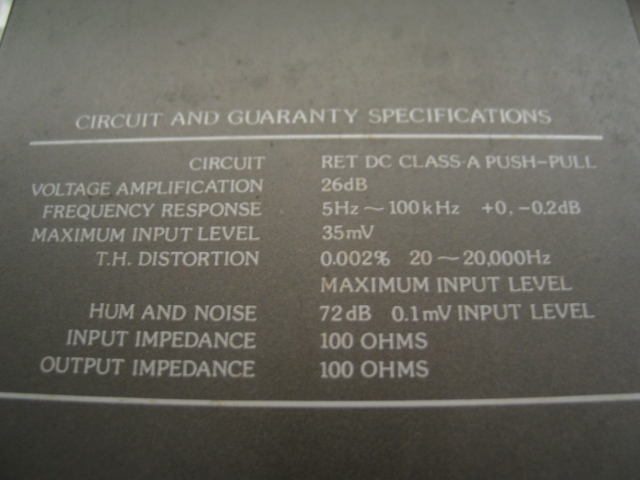 CIRCUIT AND GUARANTY SPECIFICATIONS
CIRCUIT RET DC CLASS-A PUSH-PULL
VOLTAGE AMPLIFICATION 26dB
FREQUENCY RESPONSE 5Hz ~ 100kHz +0, -0.2dB
MAXIMUM INPUT LEVEL 35mV
T.H. DISTORTION 0.002% 20 ~ 20,000Hz
MAXIMUM INPUT LEVEL
HUM AND NOISE 72dB 0.1mV INPUT LEVEL
INPUT IMPEDANCE 100 OHMS
OUTPUT IMPEDANCE 100 OHMS